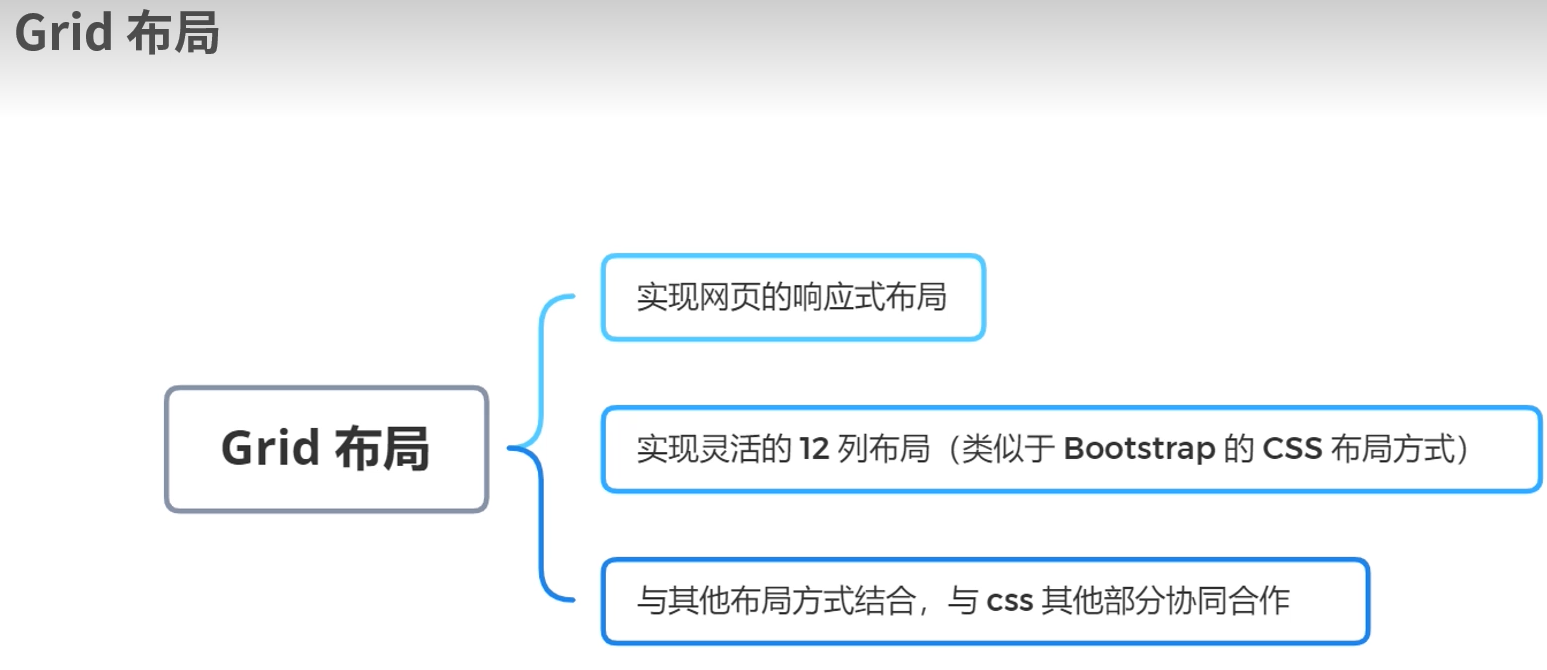 Grid 布局
实现网页的响应式布局
Grid 布局
实现灵活的 12 列布局（类似于 Bootstrap 的 CSS 布局方式）
与其他布局方式结合，与 css 其他部分协同合作